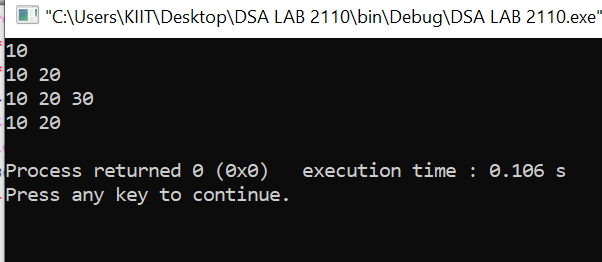 "C:\Users\KIIT\Desktop\DSA LAB 2110\bin\Debug\DSA LAB 2110.exe"
10
10 20
10 20 30
10 20
Process returned 0 (0x0)   execution time : 0.106 s
Press any key to continue.